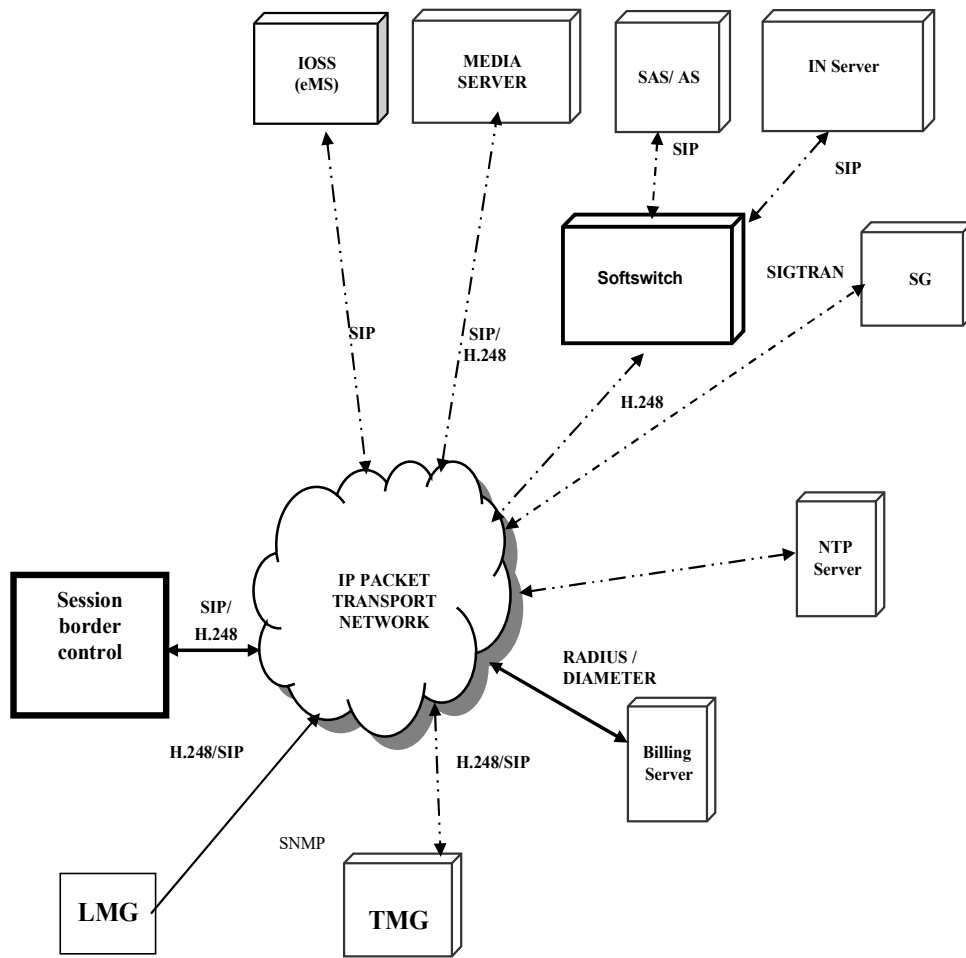 IOSS
(eMS)
MEDIA
SERVER
SAS/ AS
IN Server
SIP
SIP
Softswitch
SIGTRAN
SG
SIP
SIP/
H.248
H.248
IP PACKET
TRANSPORT
NETWORK
NTP
Server
Session
border
control
SIP/
H.248
RADIUS /
DIAMETER
H.248/SIP
H.248/SIP
Billing
Server
SNMP
LMG
TMG